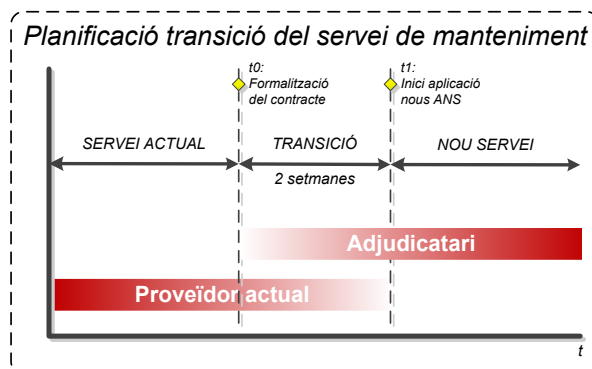 Planificació transició del servei de manteniment
t0:
Formalització
del contracte
t1:
Inici aplicació
nous ANS
SERVEI ACTUAL
TRANSICIÓ
NOU SERVEI
2 setmanes
Adjudicatari
Proveïdor actual
t